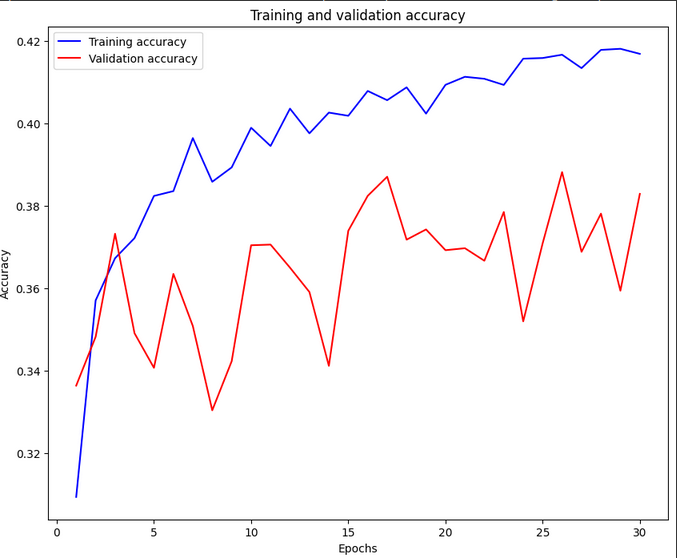 Training and validation accuracy
Training accuracy
Validation accuracy
0.42
0.40
0.38
0.36
0.34
0.32
Accuracy
0 5 10 15 20 25 30
Epochs